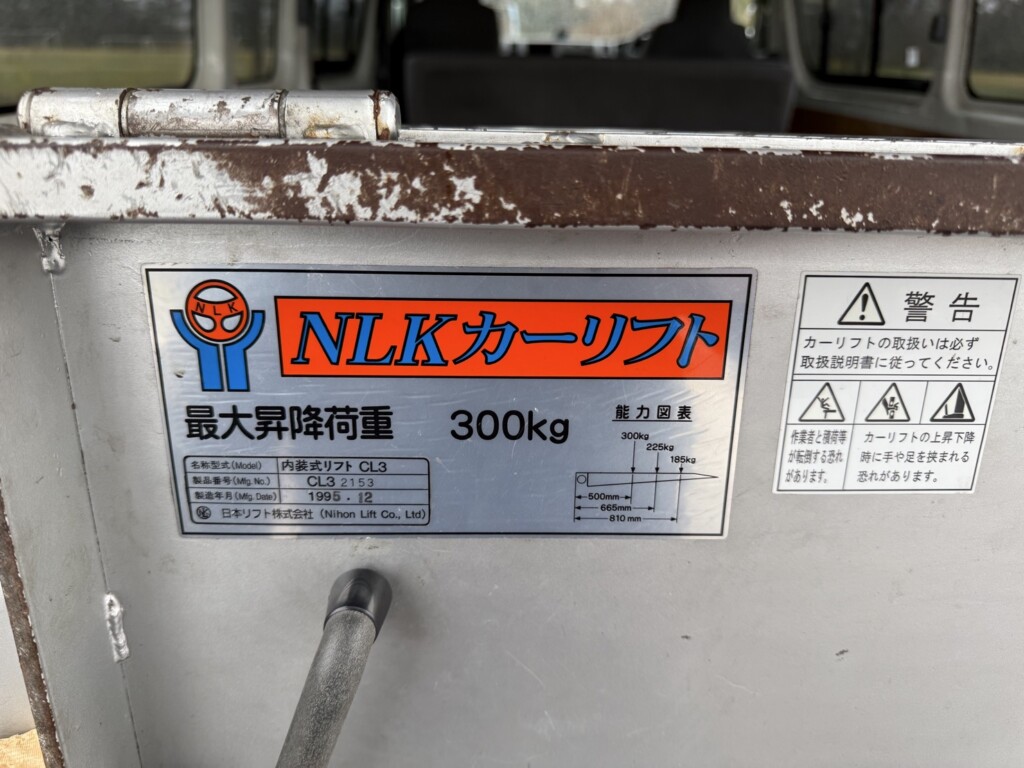 NLK
NLKカーリフト
最大昇降荷重 300kg
名称型式(Model) 内装式リフト CL3
製品番号(Mfg.No.) CL3 2153
製造年月(Mfg.Date) 1995.12
日本リフト株式会社 (Nihon Lift Co., Ltd)
能力図表
300kg
225kg
185kg
500mm
665mm
810mm
警告
カーリフトの取扱いは必ず
取扱説明書に従ってください。
作業者と積荷等
が転倒する恐れ
があります。
カーリフトの上昇下降
時に手や足を挟まれる
恐れがあります。